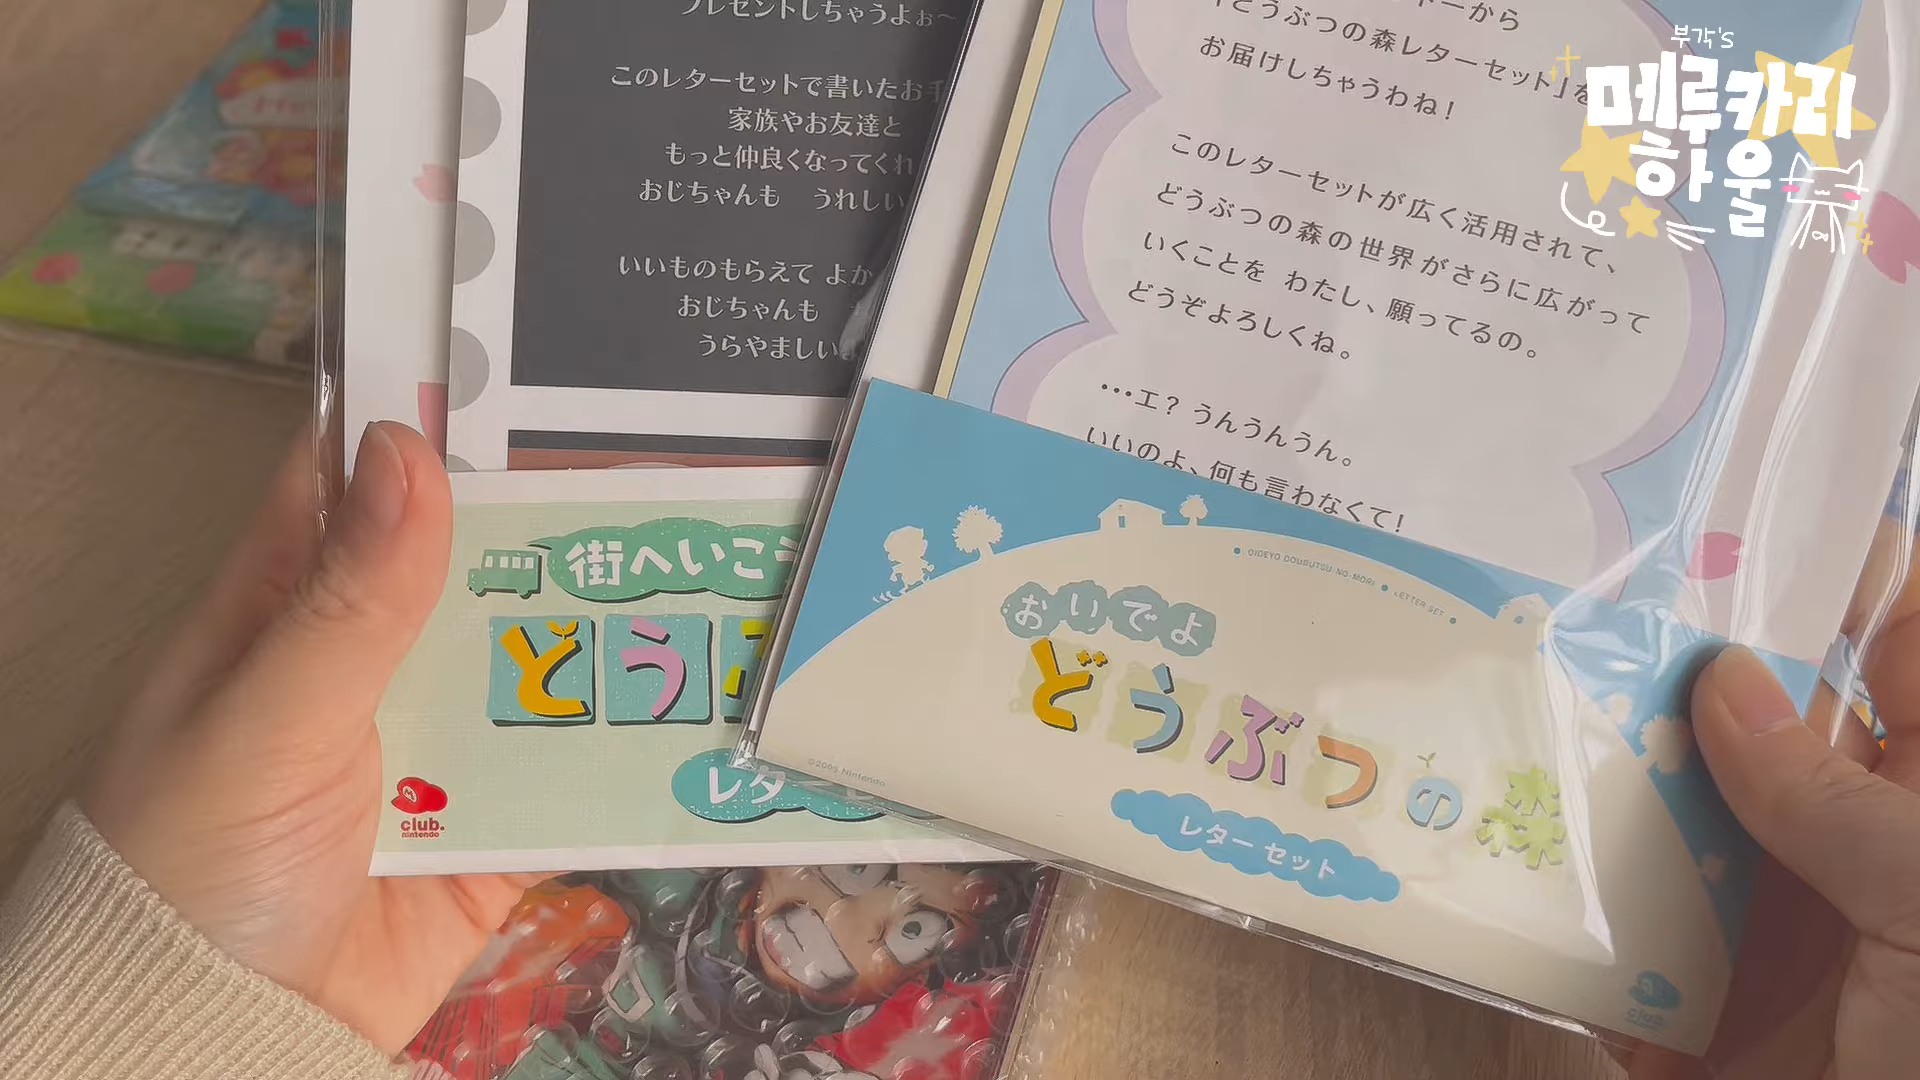 プレゼントしちゃうよぉ〜
このレターセットで書いたお手
家族やお友達と
もっと仲良くなってくれ
おじちゃんも うれしい
いいものもらえて よか
おじちゃんも
うらやましい
街へいこう
どうぶ
レタ
club.
nintendo
ーから
「どうぶつの森レターセット」を
お届けしちゃうわね!
このレターセットが広く活用されて、
どうぶつの森の世界がさらに広がって
いくことを わたし、願ってるの。
どうぞよろしくね。
…エ? うんうんうん。
いいのよ、何も言わなくて!
OIDEYO DOUBUTSU NO MORI LETTER SET
おいでよ
どうぶつの森
レターセット
©2005 Nintendo
club.
부각's
메루카리
하울